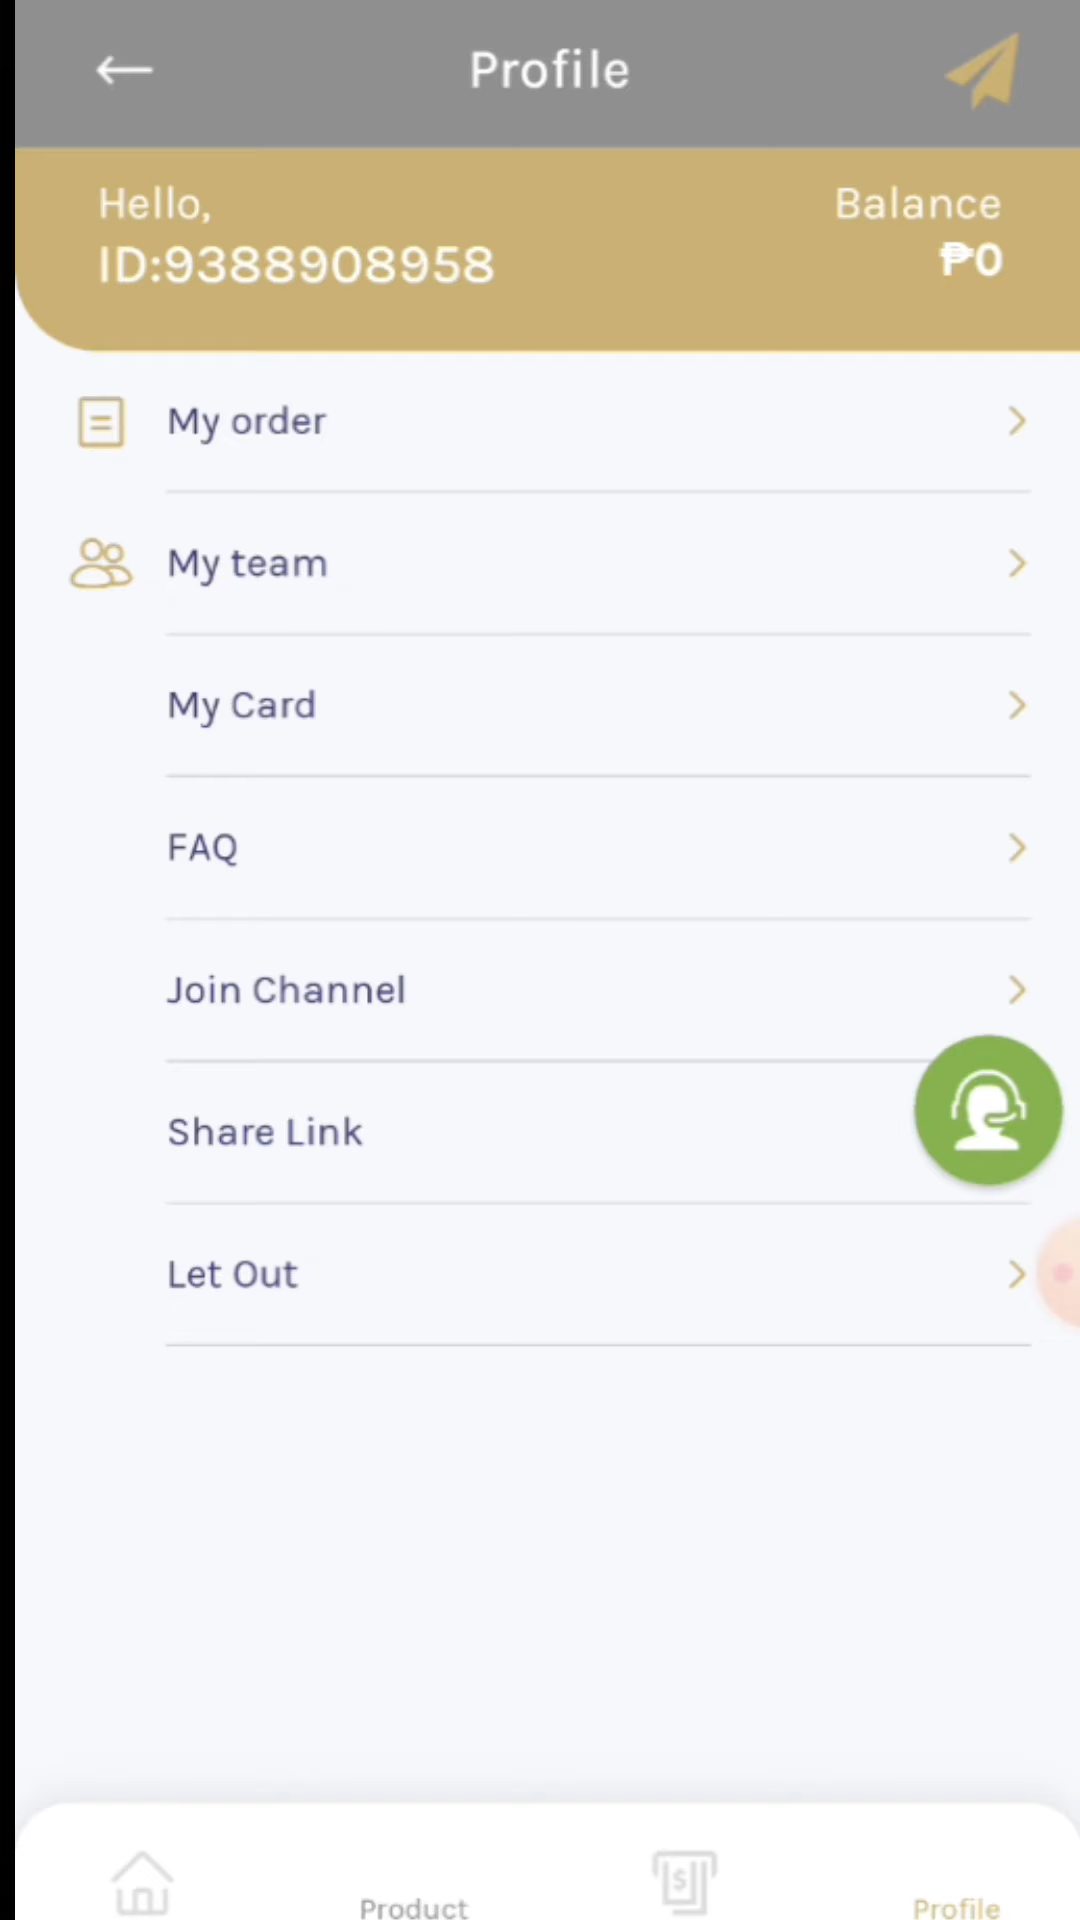 Profile
Hello,
Balance
ID:9388908958
₱0
My order
My team
My Card
FAQ
Join Channel
Share Link
Let Out
$
Product
Profile